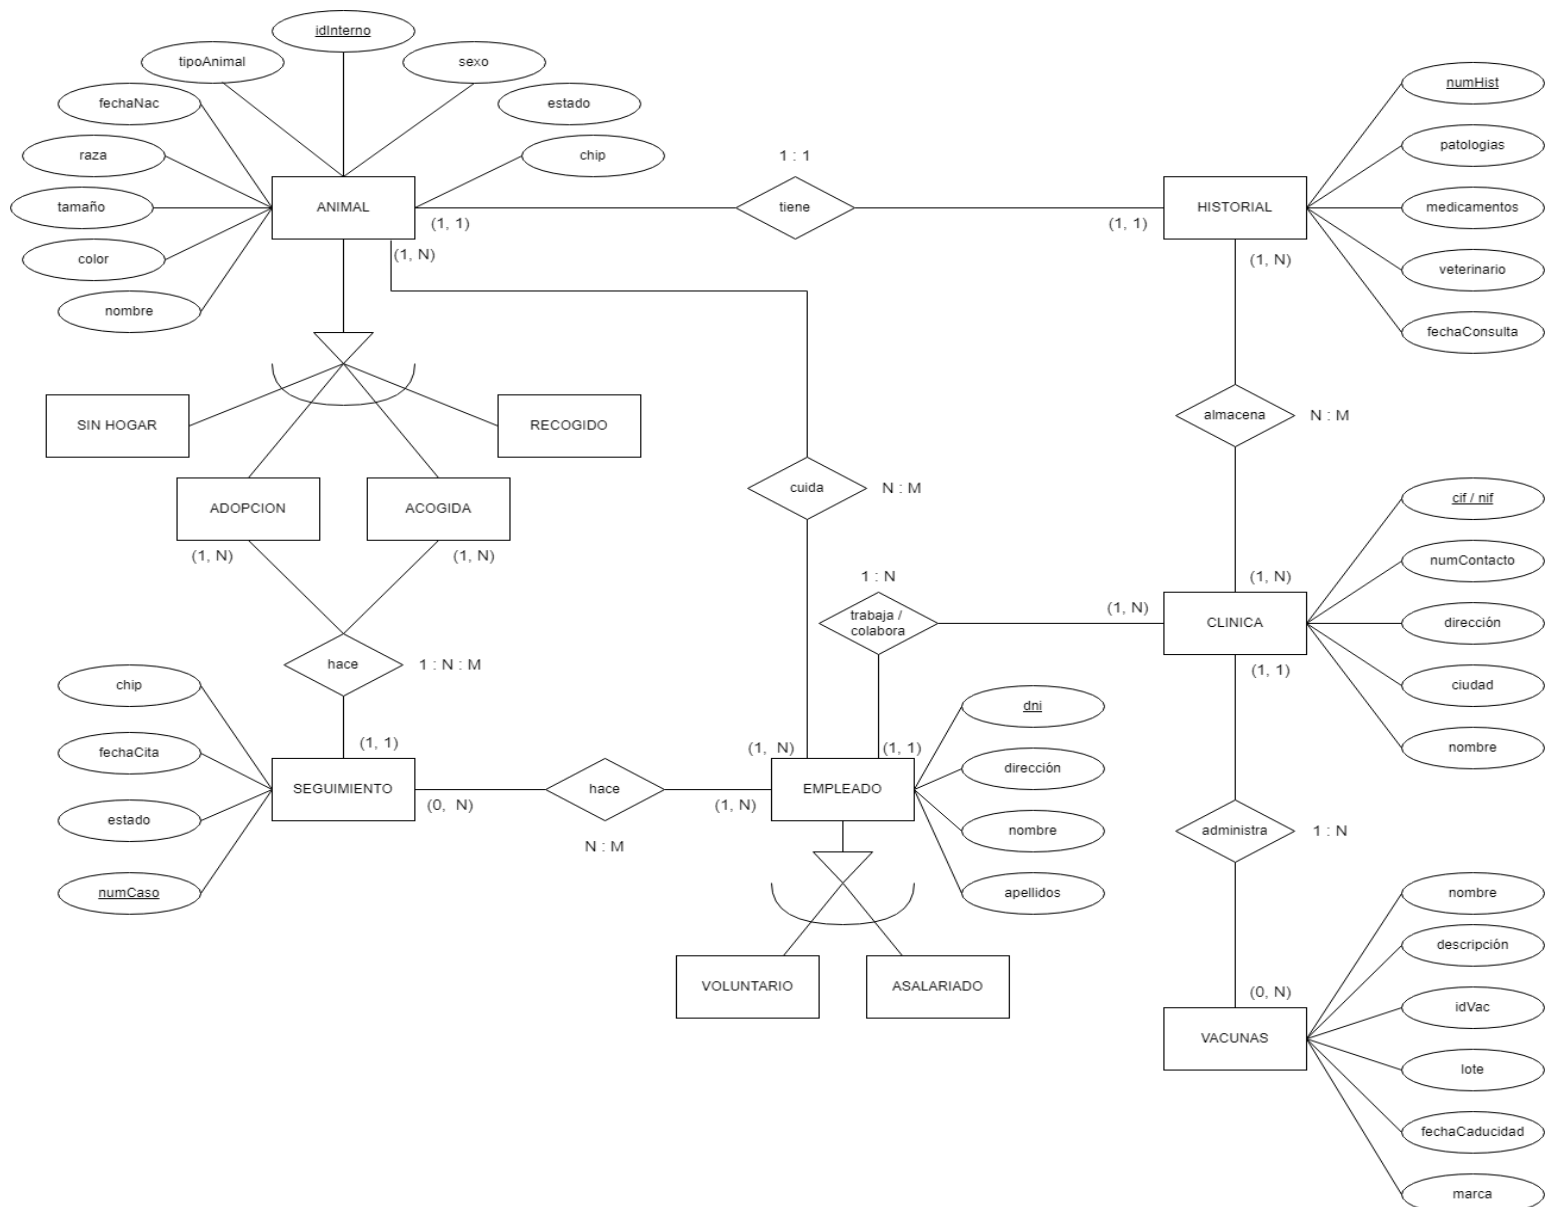 idInterno
tipoAnimal
sexo
fechaNac
estado
raza
chip
tamaño
ANIMAL
color
nombre
(1, 1)
(1, N)
1 : 1
tiene
(1, 1)
HISTORIAL
(1, N)
numHist
patologias
medicamentos
veterinario
fechaConsulta
SIN HOGAR
RECOGIDO
ADOPCION
ACOGIDA
(1, N)
(1, N)
cuida
N : M
almacena
N : M
hace
1 : N : M
1 : N
trabaja /
colabora
(1, N)
(1, N)
CLINICA
(1, 1)
cif / nif
numContacto
dirección
ciudad
nombre
chip
fechaCita
estado
numCaso
(1, 1)
SEGUIMIENTO
(0, N)
hace
N : M
(1, N)
(1, N)
(1, 1)
EMPLEADO
dni
dirección
nombre
apellidos
administra
1 : N
VOLUNTARIO
ASALARIADO
(0, N)
VACUNAS
nombre
descripción
idVac
lote
fechaCaducidad
marca